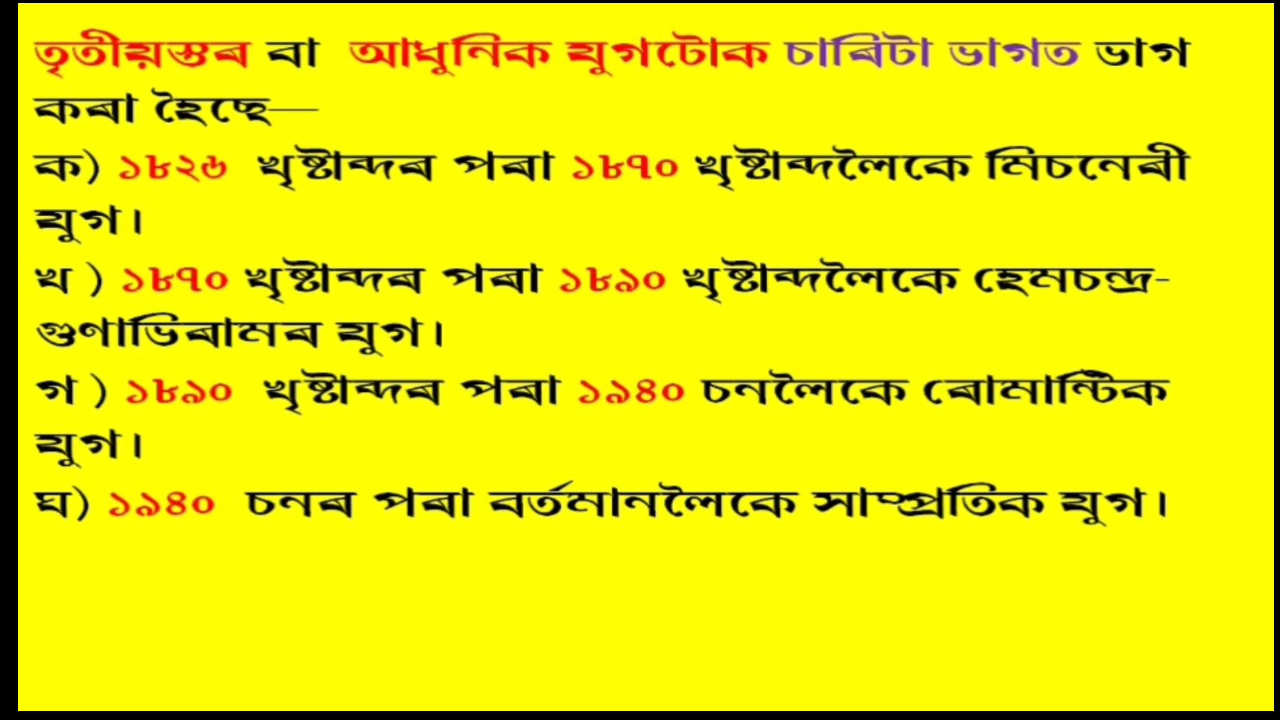 তৃতীয়স্তৰ বা আধুনিক যুগটোক চাৰিটা ভাগত ভাগ
কৰা হৈছে—
ক) ১৮২৬ খৃষ্টাব্দৰ পৰা ১৮৭০ খৃষ্টাব্দলৈকে মিচনেৰী
যুগ।
খ ) ১৮৭০ খৃষ্টাব্দৰ পৰা ১৮৯০ খৃষ্টাব্দলৈকে হেমচন্দ্ৰ-
গুণাভিৰামৰ যুগ।
গ ) ১৮৯০ খৃষ্টাব্দৰ পৰা ১৯৪০ চনলৈকে ৰোমান্টিক
যুগ।
ঘ) ১৯৪০ চনৰ পৰা বৰ্তমানলৈকে সাম্প্ৰতিক যুগ।